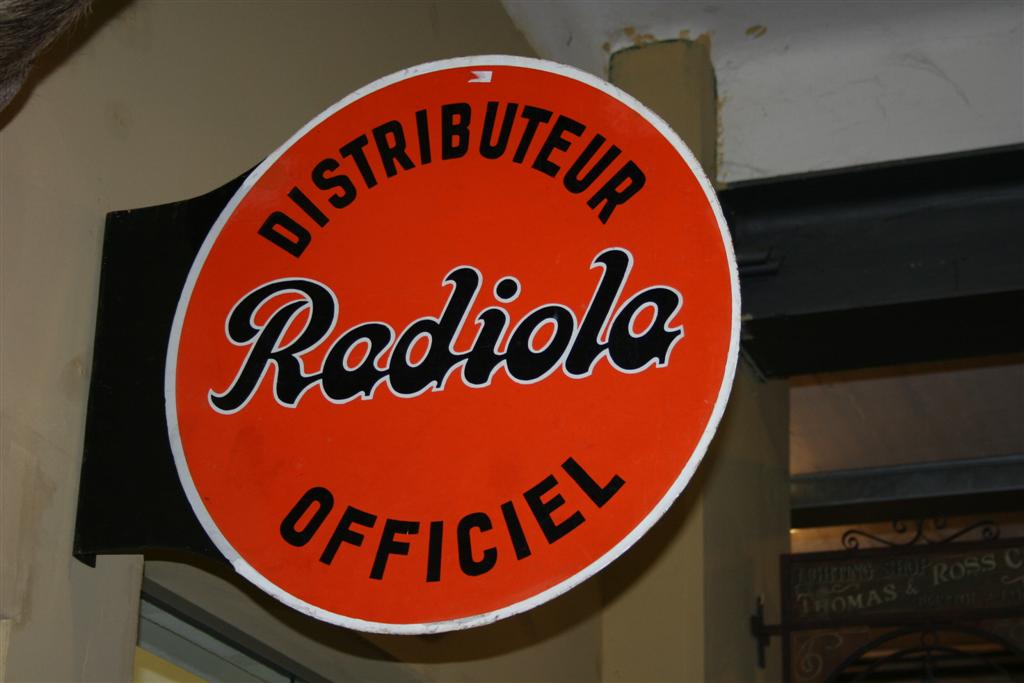 DISTRIBUTEUR
Radiola
OFFICIEL
THOMAS & ROSS